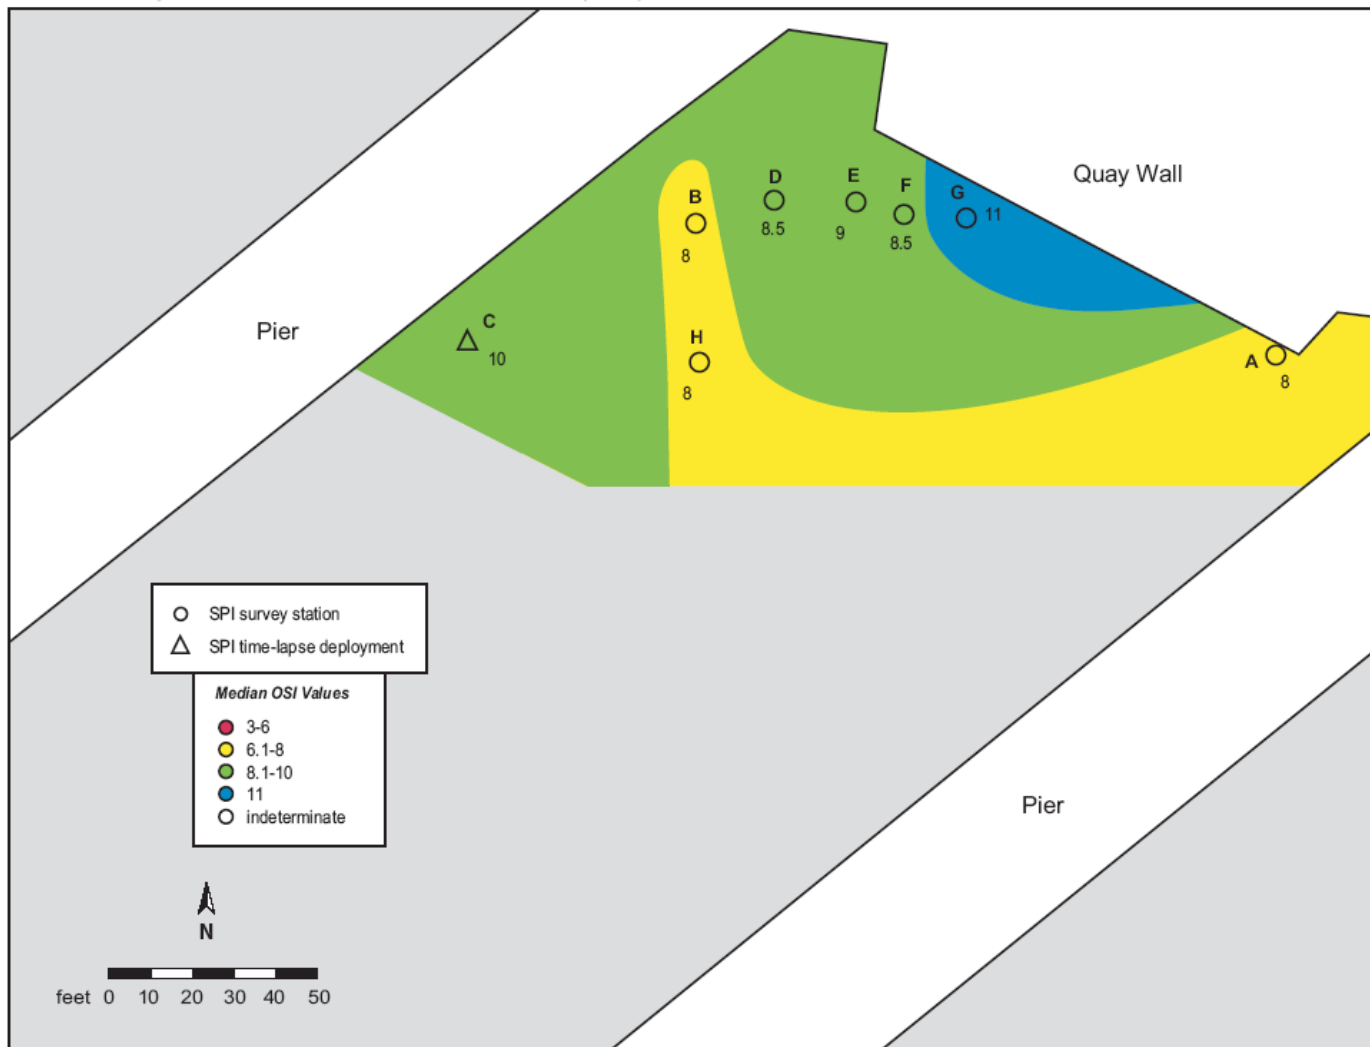 Quay Wall
D
E
F
G
11
B
8.5
9
8.5
8
Pier
C
10
H
8
A
8
SPI survey station
SPI time-lapse deployment
Median OSI Values
3-6
6.1-8
8.1-10
11
indeterminate
Pier
N
feet 0 10 20 30 40 50